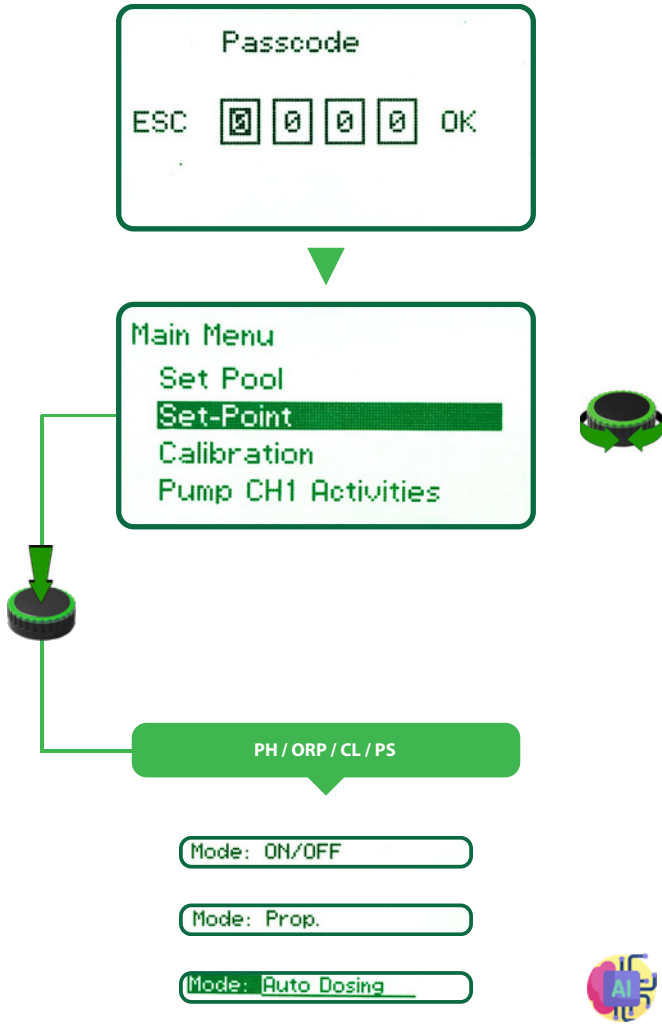 Passcode
ESC 0 0 0 0 OK
Main Menu
Set Pool
Set-Point
Calibration
Pump CH1 Activities
PH / ORP / CL / PS
Mode: ON/OFF
Mode: Prop.
Mode: Auto Dosing
AI